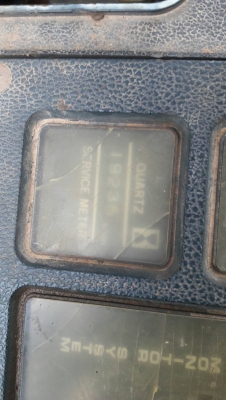 QUARTZ
SERVICE METER
MONITOR SYSTEM